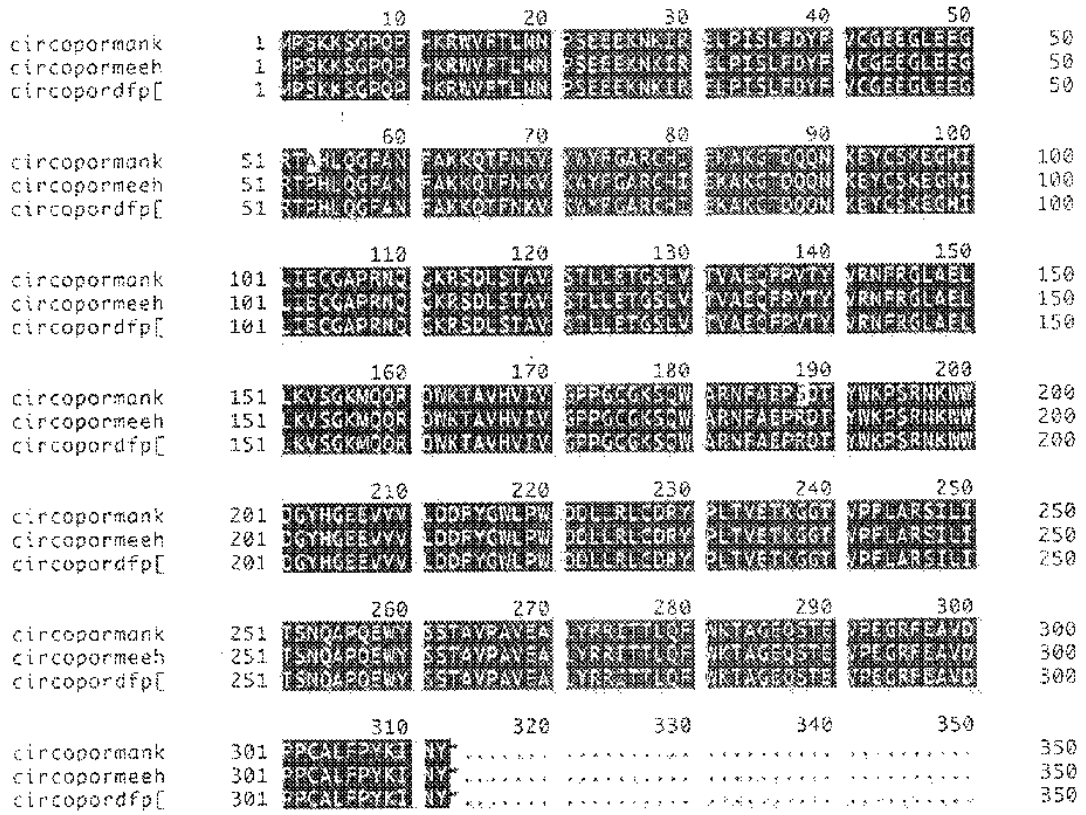 10 20 30 40 50
circopormank 1 MPSKKSGPQP HKRWVFTLNN PSEEEKNKIR ELPISLFDYF VCGEEGLEEG 50
circopormeeh 1 MPSKKSGPQP HKRWVFTLNN PSEEEKNKIR ELPISLFDYF VCGEEGLEEG 50
circopordfp[ 1 MPSKKSGPQP HKRWVFTLNN PSEEEKNKIR ELPISLFDYF VCGEEGLEEG 50
60 70 80 90 100
circopormank 51 RTAHLQGFAN FAKKQTFNKV KWYFGARCHI EKAKGTDQQN KEYCSKEGHI 100
circopormeeh 51 RTPHLQGFAN FAKKQTFNKV KWYFGARCHI EKAKGTDQQN KEYCSKEGHI 100
circopordfp[ 51 RTPHLQGFAN FAKKQTFNKV KWYFGARCHI EKAKGTDQQN KEYCSKEGHI 100
110 120 130 140 150
circopormank 101 LIECGAPRNQ GKRSDLSTAV STLLETGSLV TVAEQFPVTY VRNFRGLAEL 150
circopormeeh 101 LIECGAPRNQ GKRSDLSTAV STLLETGSLV TVAEQFPVTY VRNFRGLAEL 150
circopordfp[ 101 LIECGAPRNQ GKRSDLSTAV STLLETGSLV TVAEQFPVTY VRNFRGLAEL 150
160 170 180 190 200
circopormank 151 LKVSGKMQQR DWKTAVHVIV GPPGCGKSQW ARNFAEPSDT YWKPSRNKWW 200
circopormeeh 151 LKVSGKMQQR DWKTAVHVIV GPPGCGKSQW ARNFAEPRDT YWKPSRNKWW 200
circopordfp[ 151 LKVSGKMQQR DWKTAVHVIV GPPGCGKSQW ARNFAEPRDT YWKPSRNKWW 200
210 220 230 240 250
circopormank 201 DGYHGEEVVV LDDFYGWLPW DDLLRLCDRY PLTVETKGGT VPFLARSILI 250
circopormeeh 201 DGYHGEEVVV LDDFYGWLPW DDLLRLCDRY PLTVETKGGT VPFLARSILI 250
circopordfp[ 201 DGYHGEEVVV LDDFYGWLPW DDLLRLCDRY PLTVETKGGT VPFLARSILI 250
260 270 280 290 300
circopormank 251 TSNQAPQEWY SSTAVPAVEA LYRRITTLQF WKTAGEQSTE VPEGRFEAVD 300
circopormeeh 251 TSNQAPQEWY SSTAVPAVEA LYRRITTLQF WKTAGEQSTE VPEGRFEAVD 300
circopordfp[ 251 TSNQAPQEWY SSTAVPAVEA LYRRITTLQF WKTAGEQSTE VPEGRFEAVD 300
310 320 330 340 350
circopormank 301 PPCALFPYKI NY*....... .......... .......... .......... 350
circopormeeh 301 PPCALFPYKI NY*....... .......... .......... .......... 350
circopordfp[ 301 PPCALFPYKI NY*....... .......... .......... .......... 350